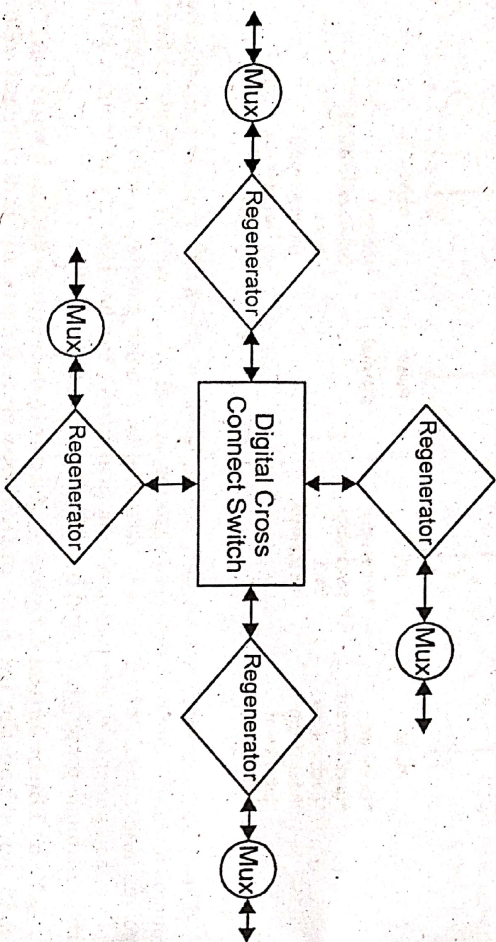 Regenerator
Mux
Mux
Regenerator
Digital Cross
Connect Switch
Regenerator
Mux
Mux
Regenerator